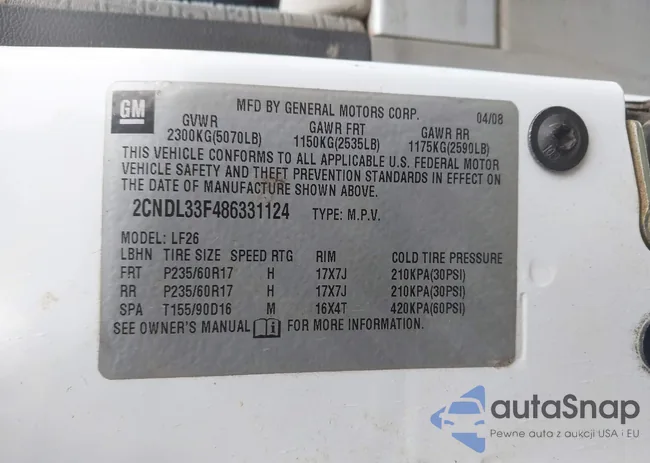 GM
MFD BY GENERAL MOTORS CORP. 04/08
GVWR GAWR FRT GAWR RR
2300KG(5070LB) 1150KG(2535LB) 1175KG(2590LB)
THIS VEHICLE CONFORMS TO ALL APPLICABLE U.S. FEDERAL MOTOR
VEHICLE SAFETY AND THEFT PREVENTION STANDARDS IN EFFECT ON
THE DATE OF MANUFACTURE SHOWN ABOVE.
2CNDL33F486331124 TYPE: M.P.V.
MODEL: LF26
LBHN TIRE SIZE SPEED RTG RIM COLD TIRE PRESSURE
FRT P235/60R17 H 17X7J 210KPA(30PSI)
RR P235/60R17 H 17X7J 210KPA(30PSI)
SPA T155/90D16 M 16X4T 420KPA(60PSI)
SEE OWNER'S MANUAL FOR MORE INFORMATION.
autaSnap
Pewne auta z aukcji USA i EU